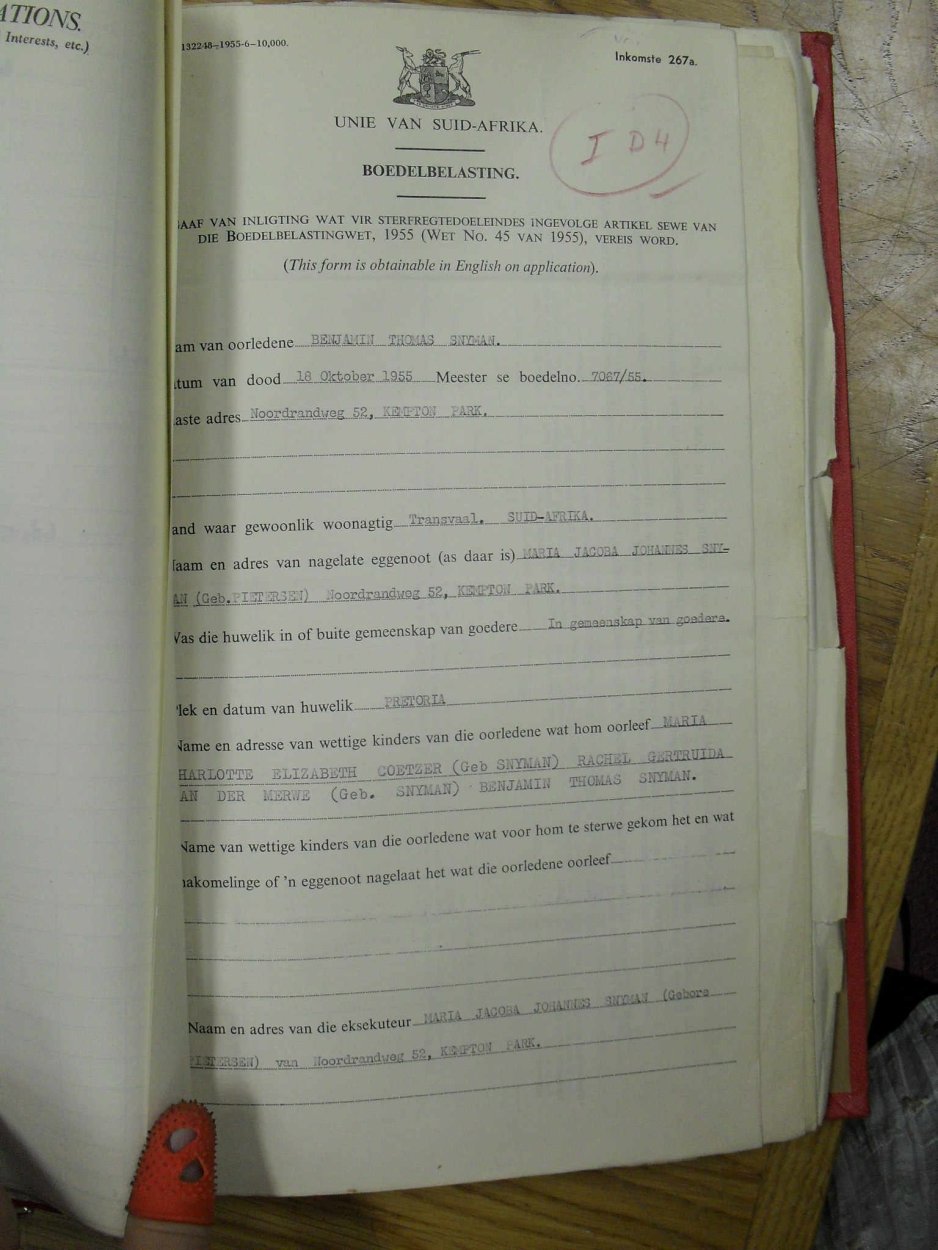 ATIONS.
Interests, etc.)
132248—1955-6—10,000.
Inkomste 267a.
UNIE VAN SUID-AFRIKA.
I D4
BOEDELBELASTING.
AAF VAN INLIGTING WAT VIR STERFREGTEDOELEINDES INGEVOLGE ARTIKEL SEWE VAN
DIE BOEDELBELASTINGWET, 1955 (WET NO. 45 VAN 1955), VEREIS WORD.
(This form is obtainable in English on application).
am van oorledene BENJAMIN THOMAS SNYMAN.
tum van dood 18 Oktober 1955 Meester se boedelno. 7067/55.
aste adres Noordrandweg 52, KEMPTON PARK.
and waar gewoonlik woonagtig Transvaal. SUID-AFRIKA.
aam en adres van nagelate eggenoot (as daar is) MARIA JACOBA JOHANNES SNY-
AN (Geb. PIETERSEN) Noordrandweg 52, KEMPTON PARK.
Was die huwelik in of buite gemeenskap van goedere In gemeenskap van goedere.
lek en datum van huwelik PRETORIA
Name en adresse van wettige kinders van die oorledene wat hom oorleef MARIA
HARLOTTE ELIZABETH COETZER (Geb SNYMAN) RACHEL GERTRUIDA
AN DER MERWE (Geb. SNYMAN) BENJAMIN THOMAS SNYMAN.
Name van wettige kinders van die oorledene wat voor hom te sterwe gekom het en wat
nakomelinge of 'n eggenoot nagelaat het wat die oorledene oorleef
Naam en adres van die eksekuteur MARIA JACOBA JOHANNES SNYMAN (Gebore
PIETERSEN) van Noordrandweg 52, KEMPTON PARK.